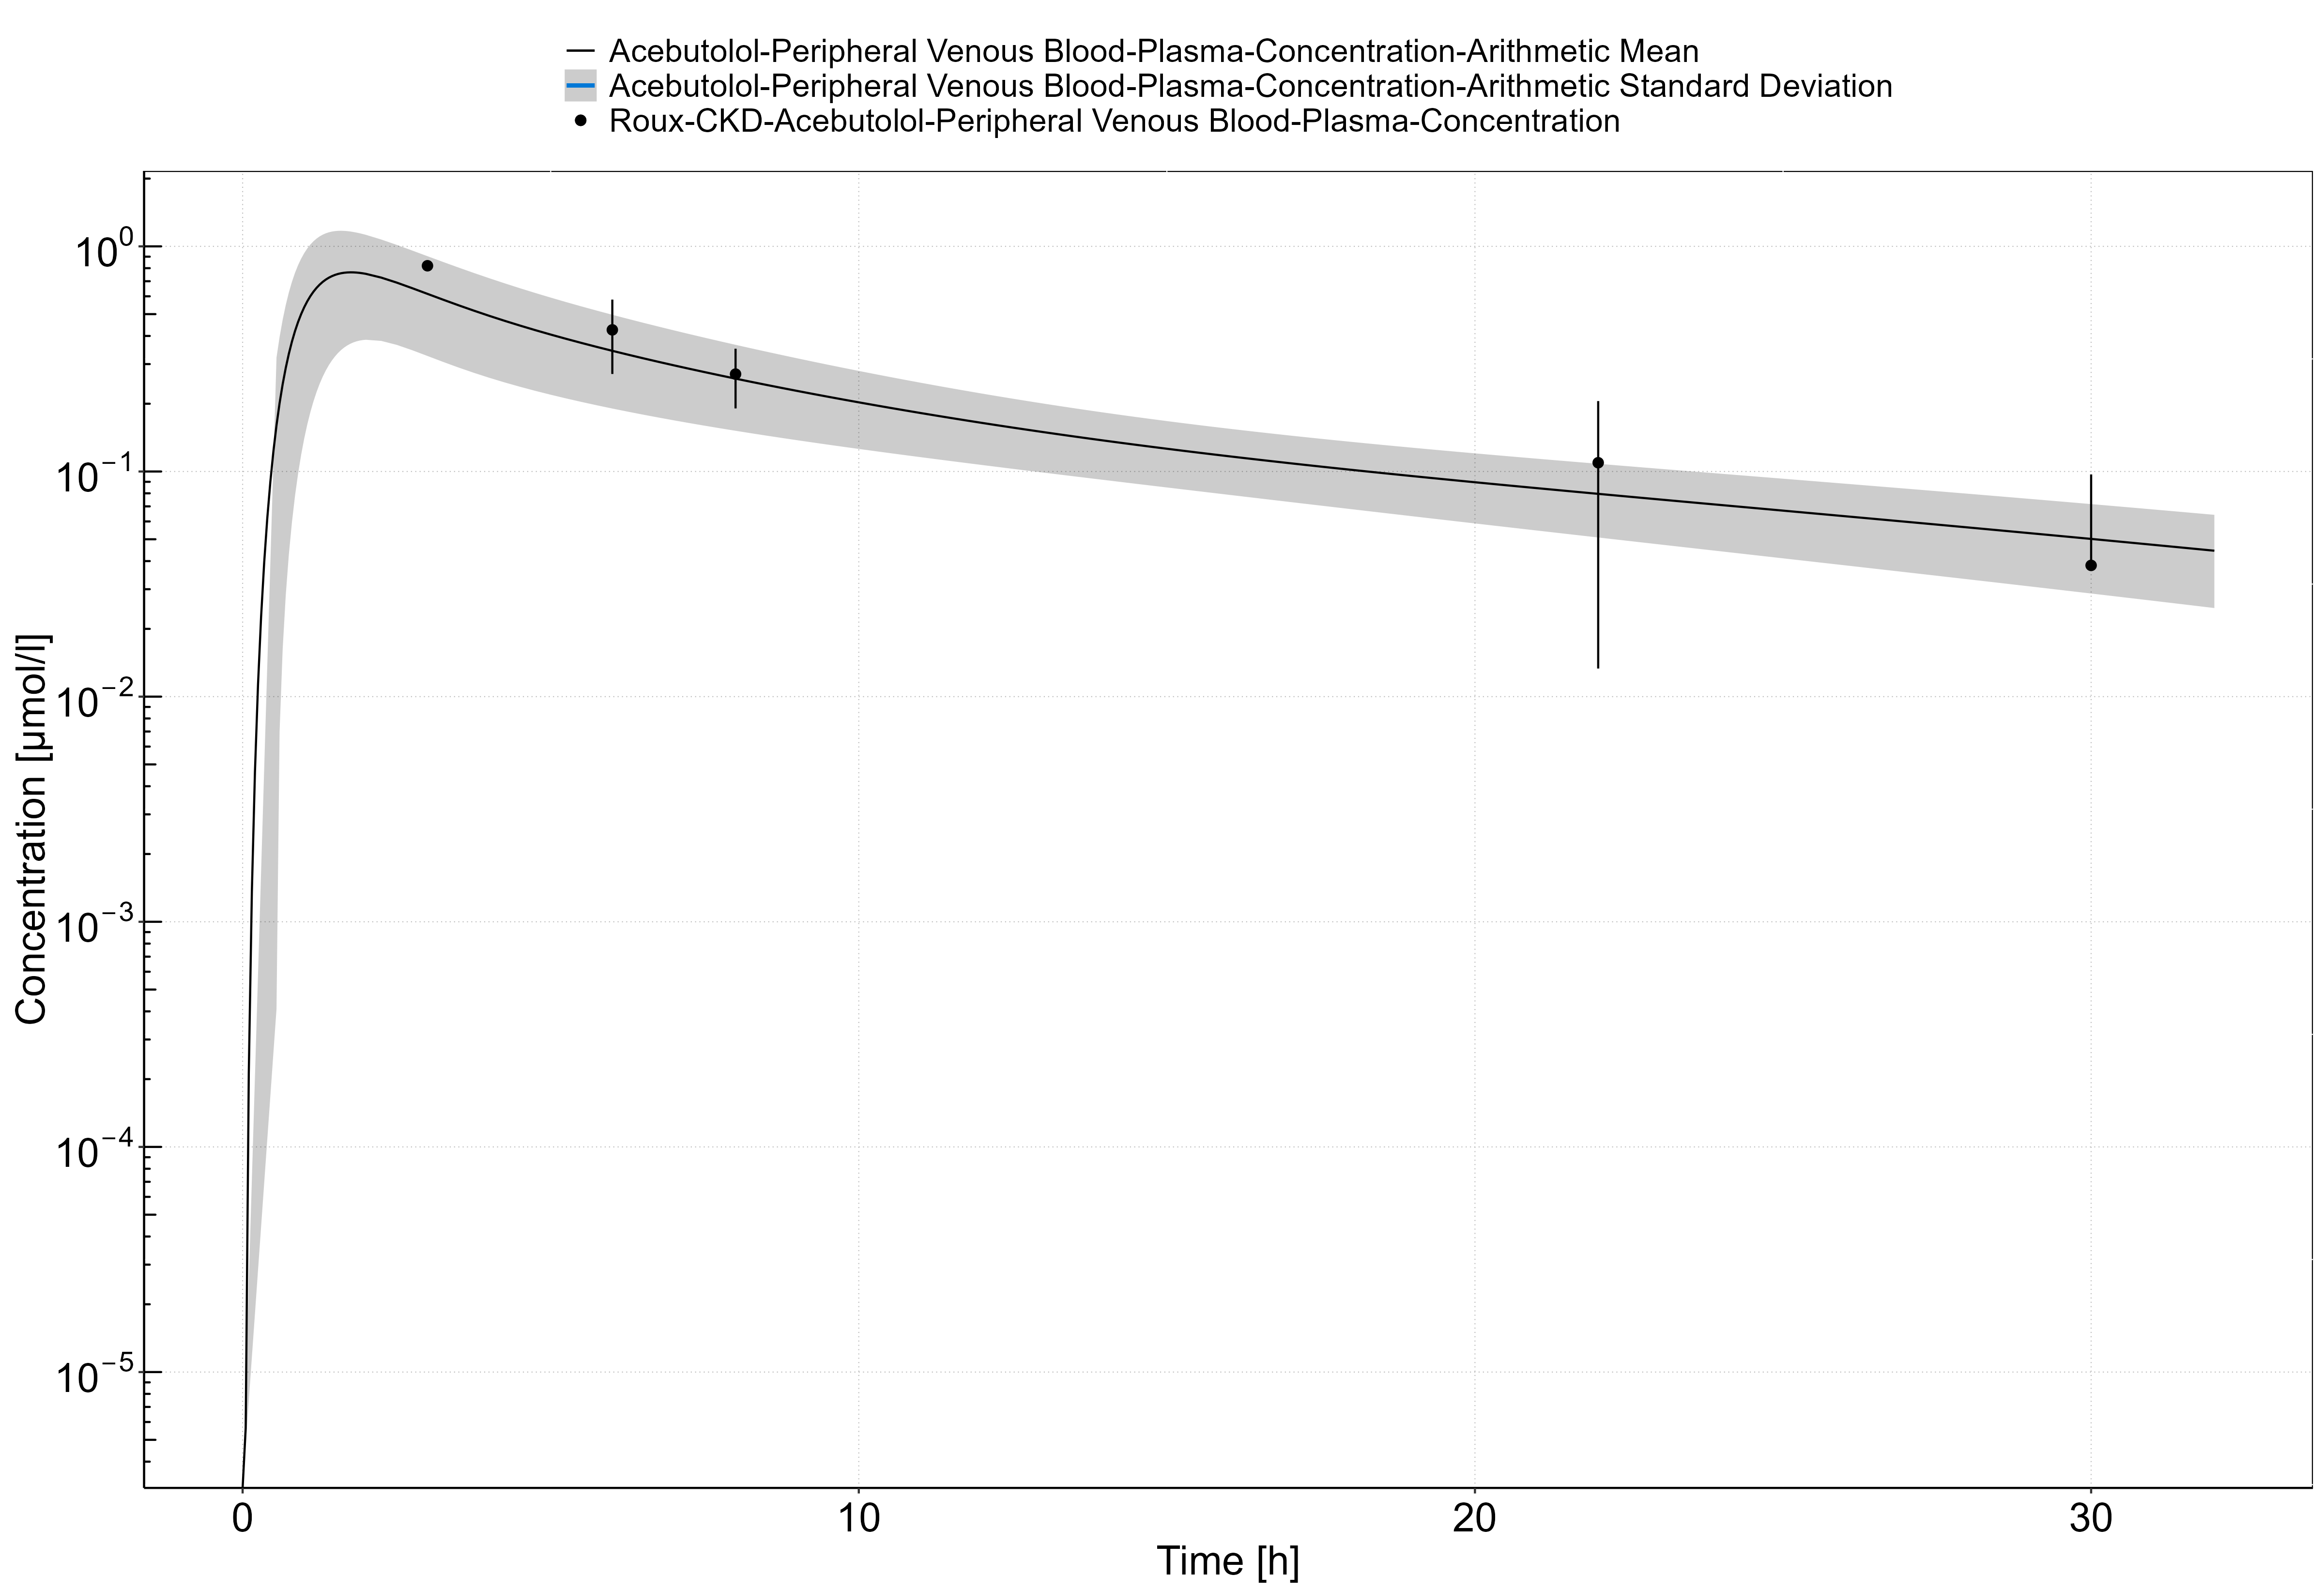 Acebutolol-Peripheral Venous Blood-Plasma-Concentration-Arithmetic Mean
Acebutolol-Peripheral Venous Blood-Plasma-Concentration-Arithmetic Standard Deviation
Roux-CKD-Acebutolol-Peripheral Venous Blood-Plasma-Concentration
10⁰
10⁻¹
10⁻²
10⁻³
10⁻⁴
10⁻⁵
Concentration [µmol/l]
0 10 20 30
Time [h]